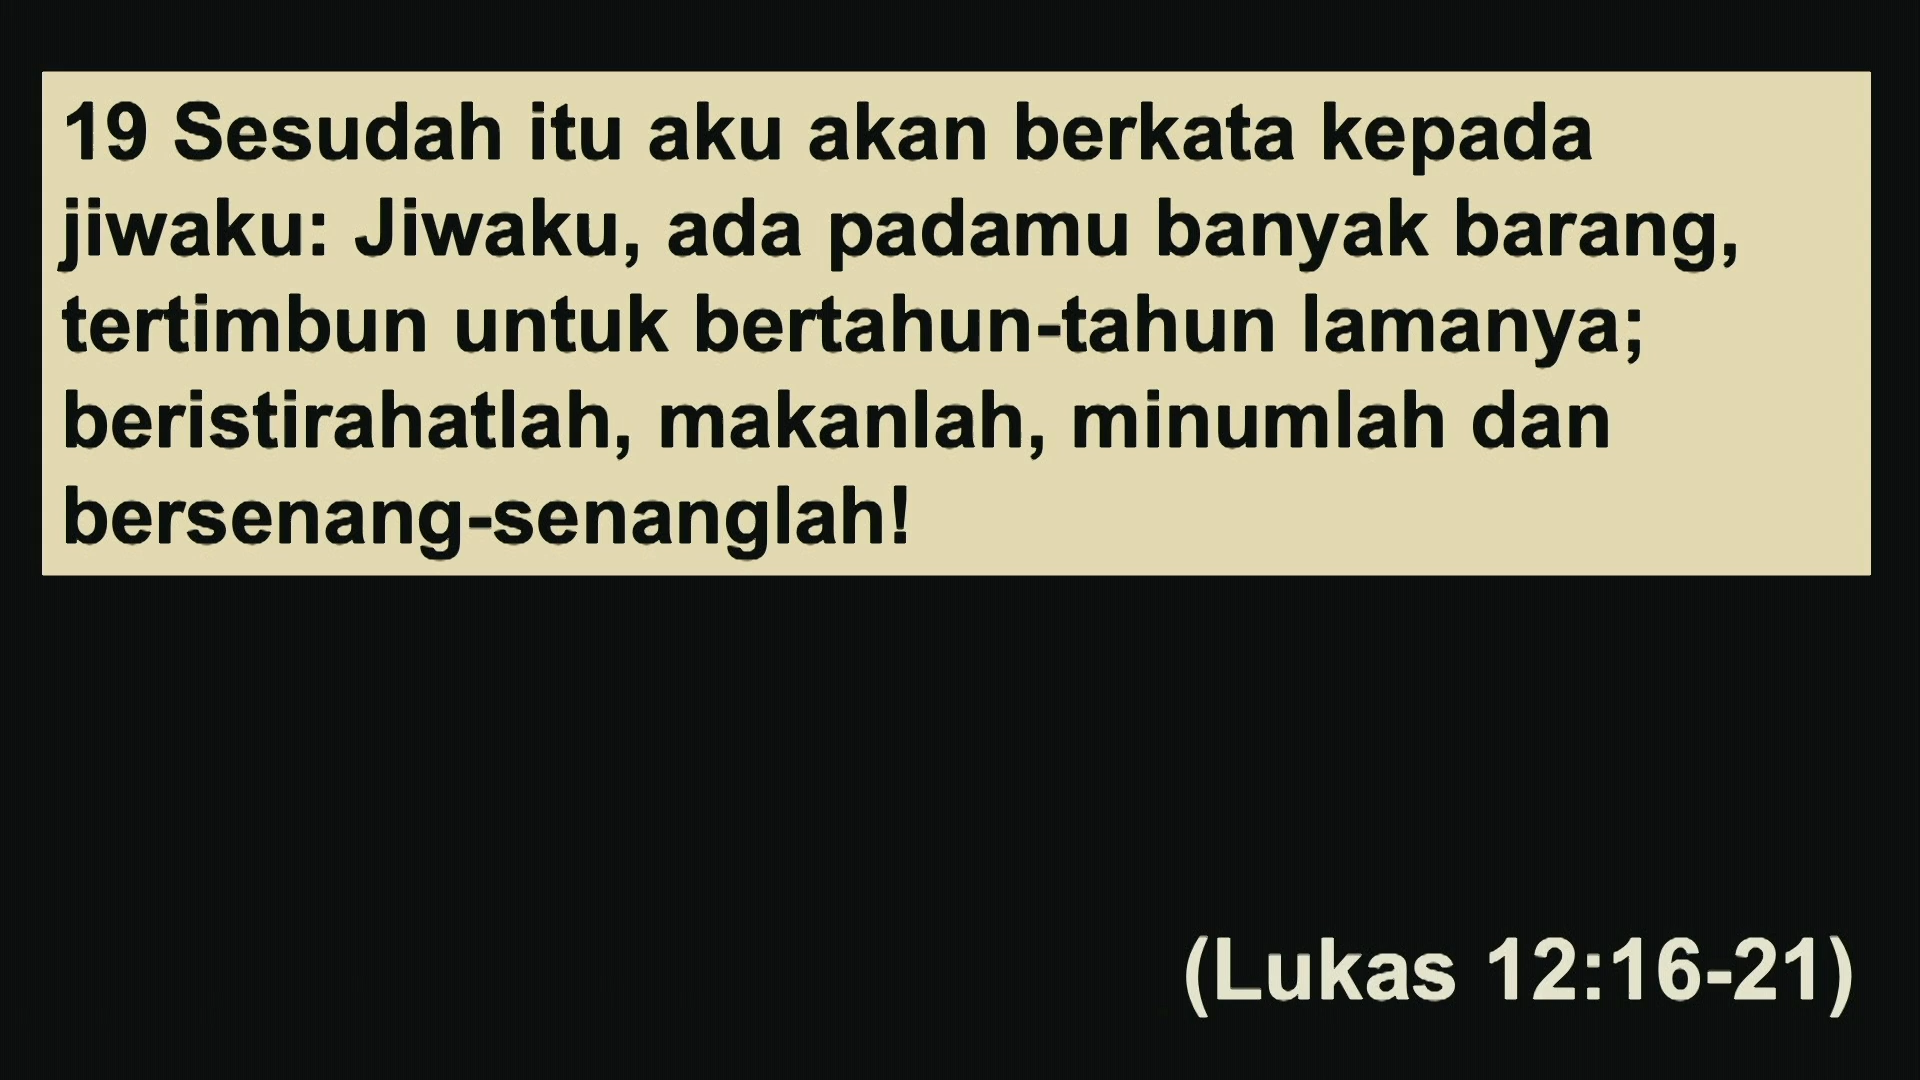 19 Sesudah itu aku akan berkata kepada
jiwaku: Jiwaku, ada padamu banyak barang,
tertimbun untuk bertahun-tahun lamanya;
beristirahatlah, makanlah, minumlah dan
bersenang-senanglah!
(Lukas 12:16-21)